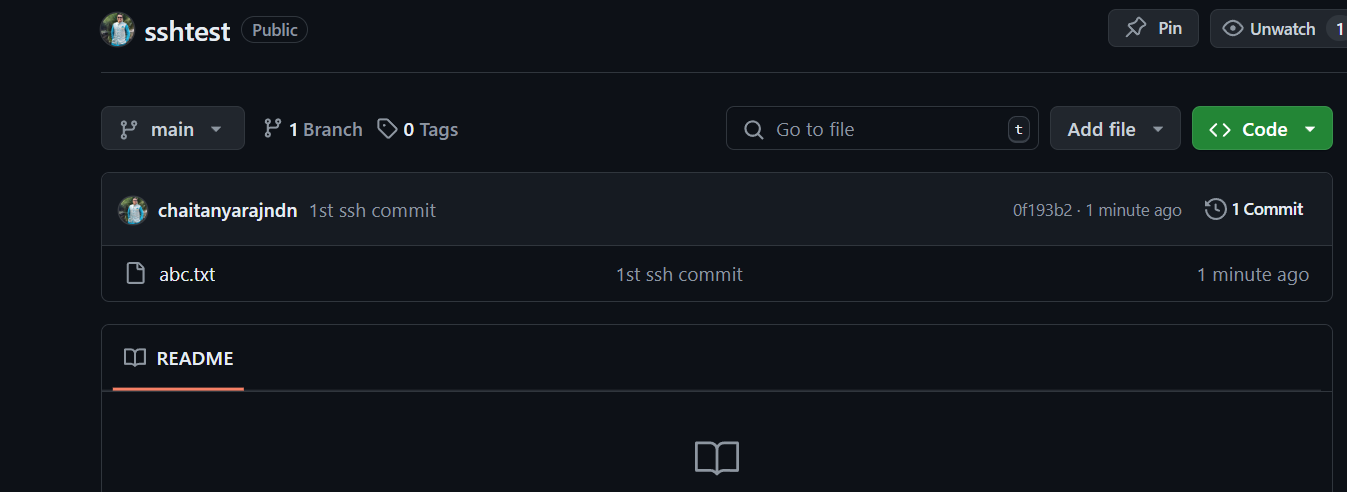 sshtest Public Pin Unwatch 1
main 1 Branch 0 Tags Go to file t Add file Code
chaitanyarajndn 1st ssh commit 0f193b2 · 1 minute ago 1 Commit
abc.txt 1st ssh commit 1 minute ago
README